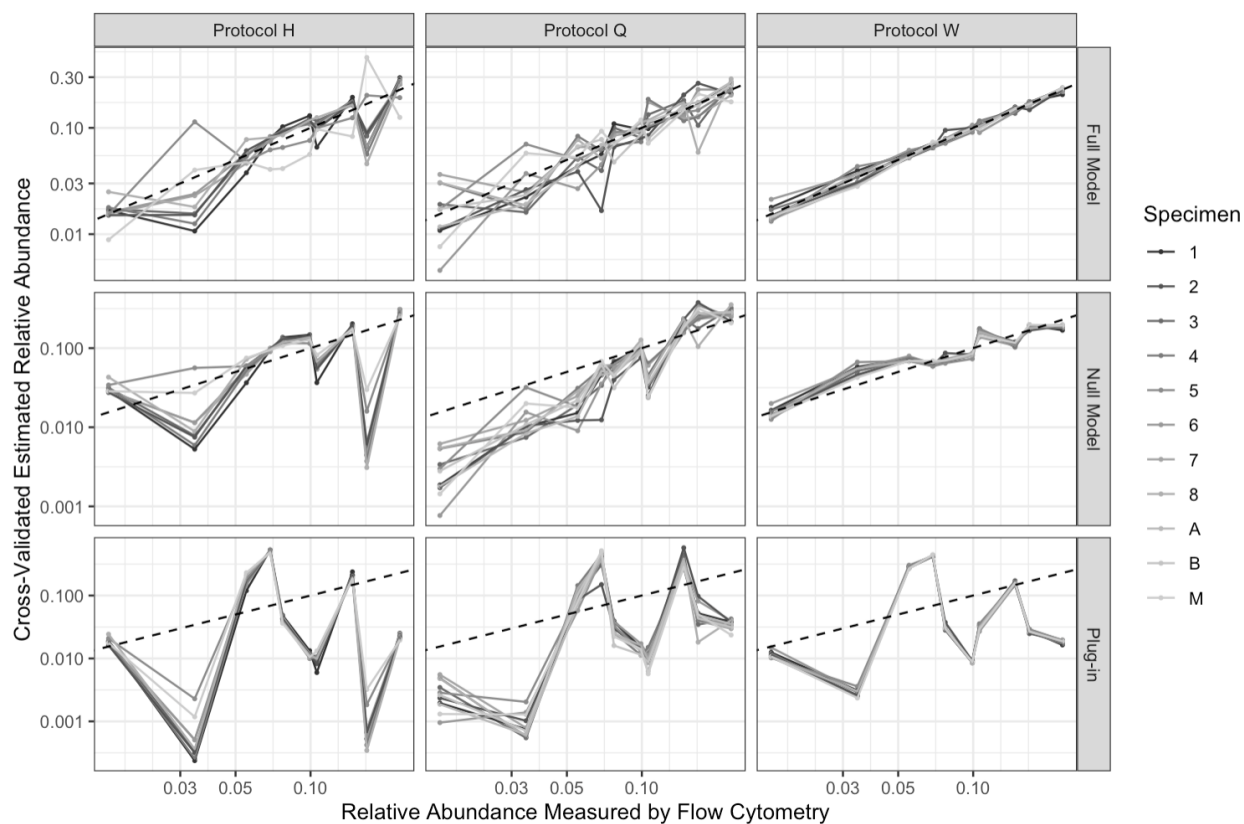 Protocol H
Protocol Q
Protocol W
0.30
0.10
0.03
0.01
Full Model
0.100
0.010
0.001
Null Model
0.100
0.010
0.001
Plug-in
0.03 0.05 0.10
0.03 0.05 0.10
0.03 0.05 0.10
Relative Abundance Measured by Flow Cytometry
Cross-Validated Estimated Relative Abundance
Specimen
1
2
3
4
5
6
7
8
A
B
M